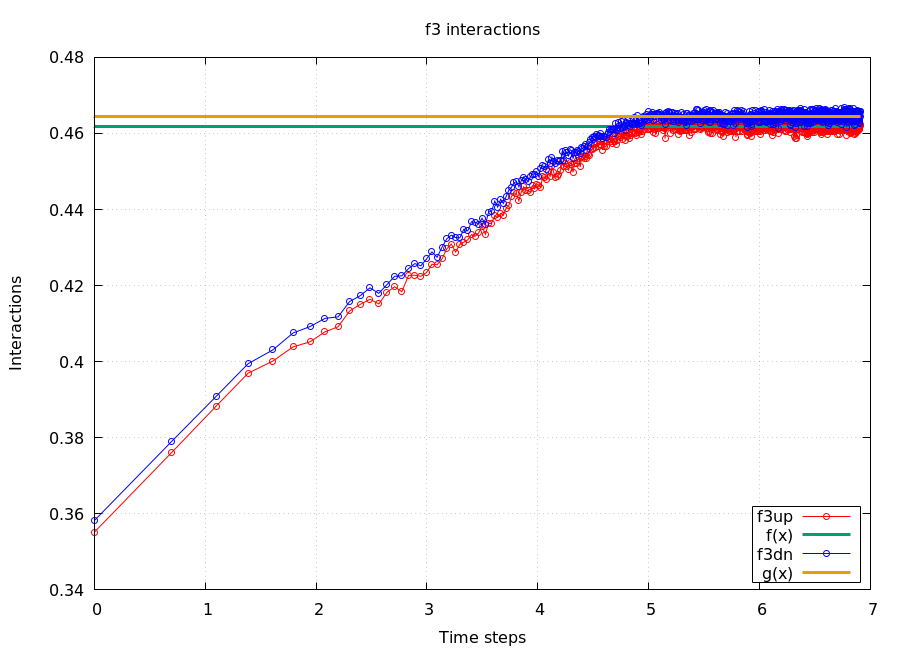 f3 interactions
0.48
0.46
0.44
0.42
0.4
0.38
0.36
0.34
Interactions
0 1 2 3 4 5 6 7
Time steps
f3up
f(x)
f3dn
g(x)